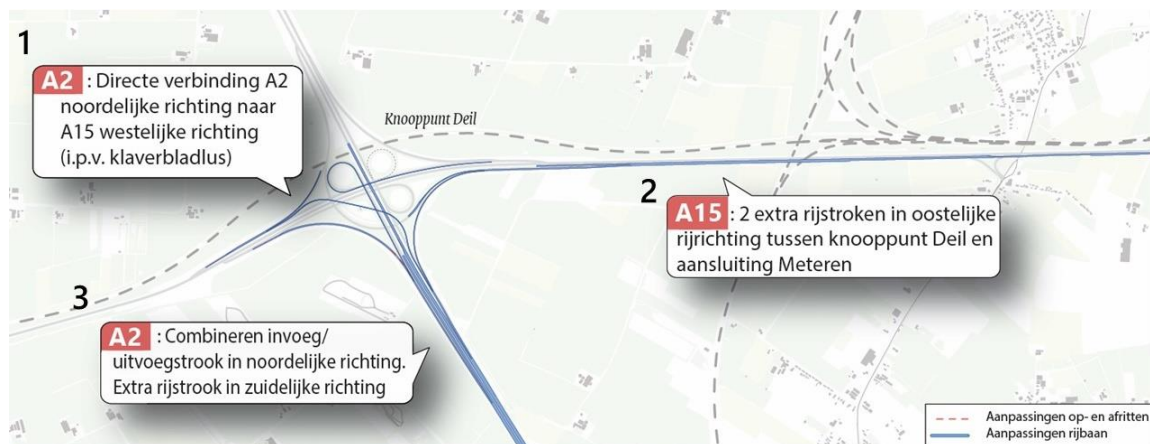 1
A2 : Directe verbinding A2
noordelijke richting naar
A15 westelijke richting
(i.p.v. klaverbladlus)
Knooppunt Deil
2
A15 : 2 extra rijstroken in oostelijke
rijrichting tussen knooppunt Deil en
aansluiting Meteren
3
A2 : Combineren invoeg/
uitvoegstrook in noordelijke richting.
Extra rijstrook in zuidelijke richting
Aanpassingen op- en afritten
Aanpassingen rijbaan